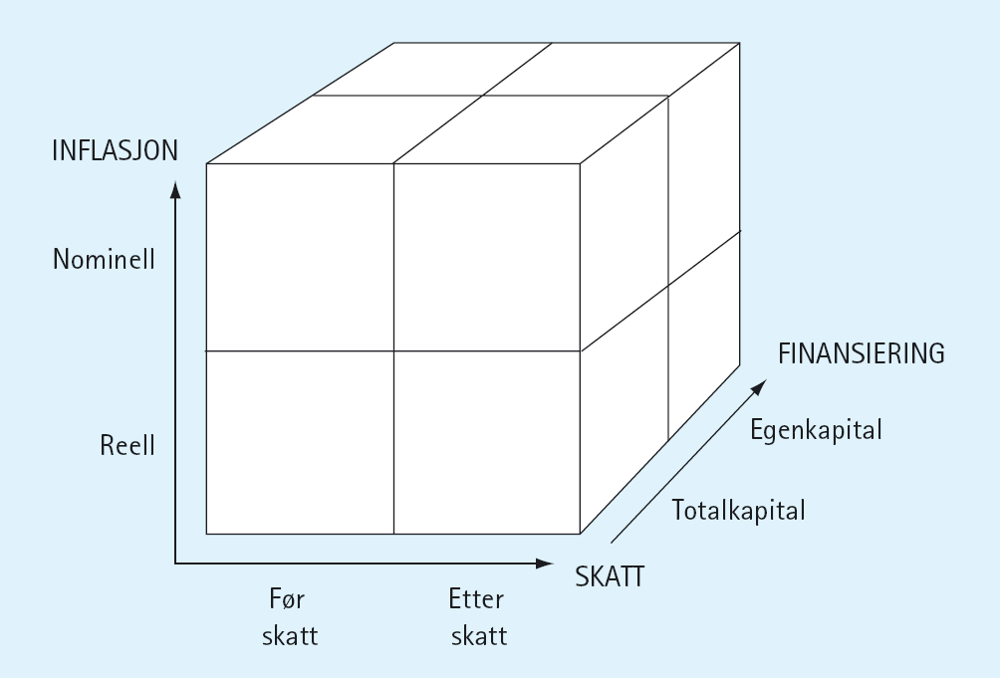 INFLASJON
Nominell
Reell
FINANSIERING
Egenkapital
Totalkapital
SKATT
Før
skatt
Etter
skatt